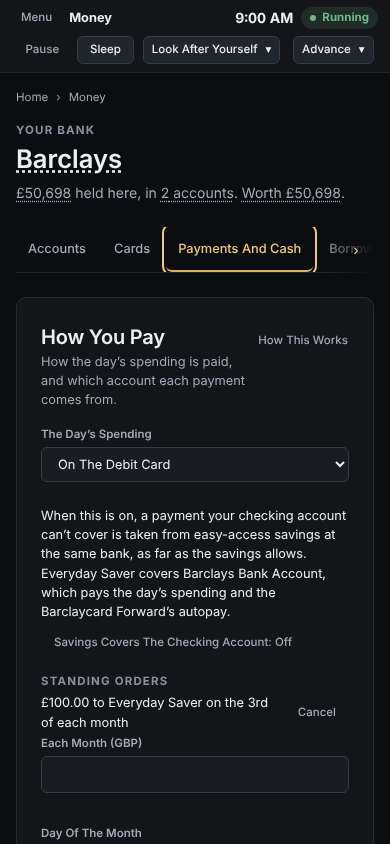 Menu Money 9:00 AM Running
Pause Sleep Look After Yourself Advance
Home › Money
YOUR BANK
Barclays
£50,698 held here, in 2 accounts. Worth £50,698.
Accounts Cards Payments And Cash Borrow
How You Pay
How This Works
How the day’s spending is paid,
and which account each payment
comes from.
The Day’s Spending
On The Debit Card
When this is on, a payment your checking account
can’t cover is taken from easy-access savings at
the same bank, as far as the savings allows.
Everyday Saver covers Barclays Bank Account,
which pays the day’s spending and the
Barclaycard Forward’s autopay.
Savings Covers The Checking Account: Off
STANDING ORDERS
£100.00 to Everyday Saver on the 3rd
of each month
Cancel
Each Month (GBP)
Day Of The Month